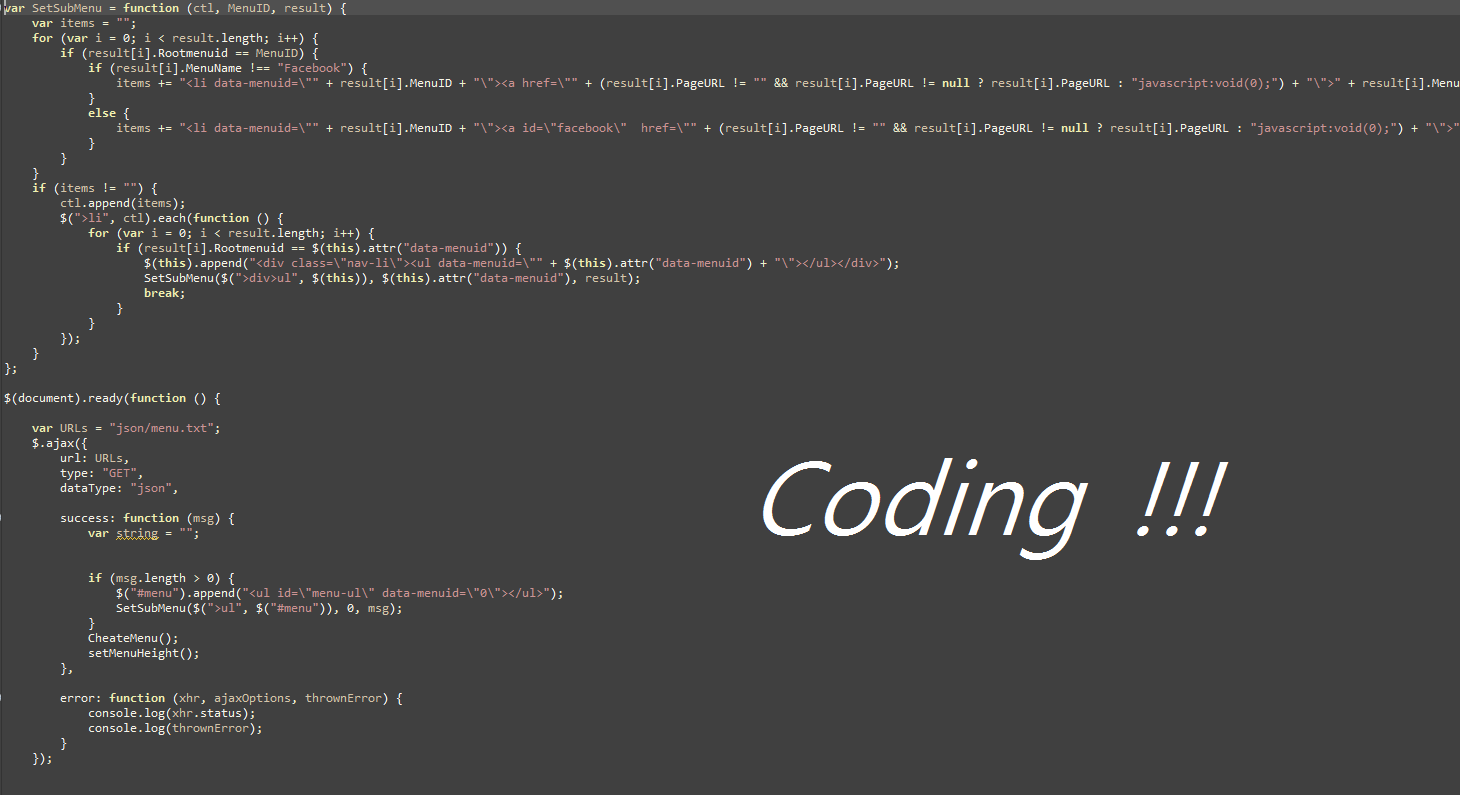 var SetSubMenu = function (ctl, MenuID, result) {
    var items = "";
    for (var i = 0; i < result.length; i++) {
        if (result[i].Rootmenuid == MenuID) {
            if (result[i].MenuName !== "Facebook") {
                items += "<li data-menuid=\"" + result[i].MenuID + "\"><a href=\"" + (result[i].PageURL != "" && result[i].PageURL != null ? result[i].PageURL : "javascript:void(0);") + "\">" + result[i].Menu
            }
            else {
                items += "<li data-menuid=\"" + result[i].MenuID + "\"><a id=\"facebook\"  href=\"" + (result[i].PageURL != "" && result[i].PageURL != null ? result[i].PageURL : "javascript:void(0);") + "\">"
            }
        }
    }
    if (items != "") {
        ctl.append(items);
        $(">li", ctl).each(function () {
            for (var i = 0; i < result.length; i++) {
                if (result[i].Rootmenuid == $(this).attr("data-menuid")) {
                    $(this).append("<div class=\"nav-li\"><ul data-menuid=\"" + $(this).attr("data-menuid") + "\"></ul></div>");
                    SetSubMenu($(">div>ul", $(this)), $(this).attr("data-menuid"), result);
                    break;
                }
            }
        });
    }
};
$(document).ready(function () {
    var URLs = "json/menu.txt";
    $.ajax({
        url: URLs,
        type: "GET",
        dataType: "json",
        success: function (msg) {
            var string = "";
            if (msg.length > 0) {
                $("#menu").append("<ul id=\"menu-ul\" data-menuid=\"0\"></ul>");
                SetSubMenu($(">ul", $("#menu")), 0, msg);
            }
            CheateMenu();
            setMenuHeight();
        },
        error: function (xhr, ajaxOptions, thrownError) {
            console.log(xhr.status);
            console.log(thrownError);
        }
    });
Coding !!!